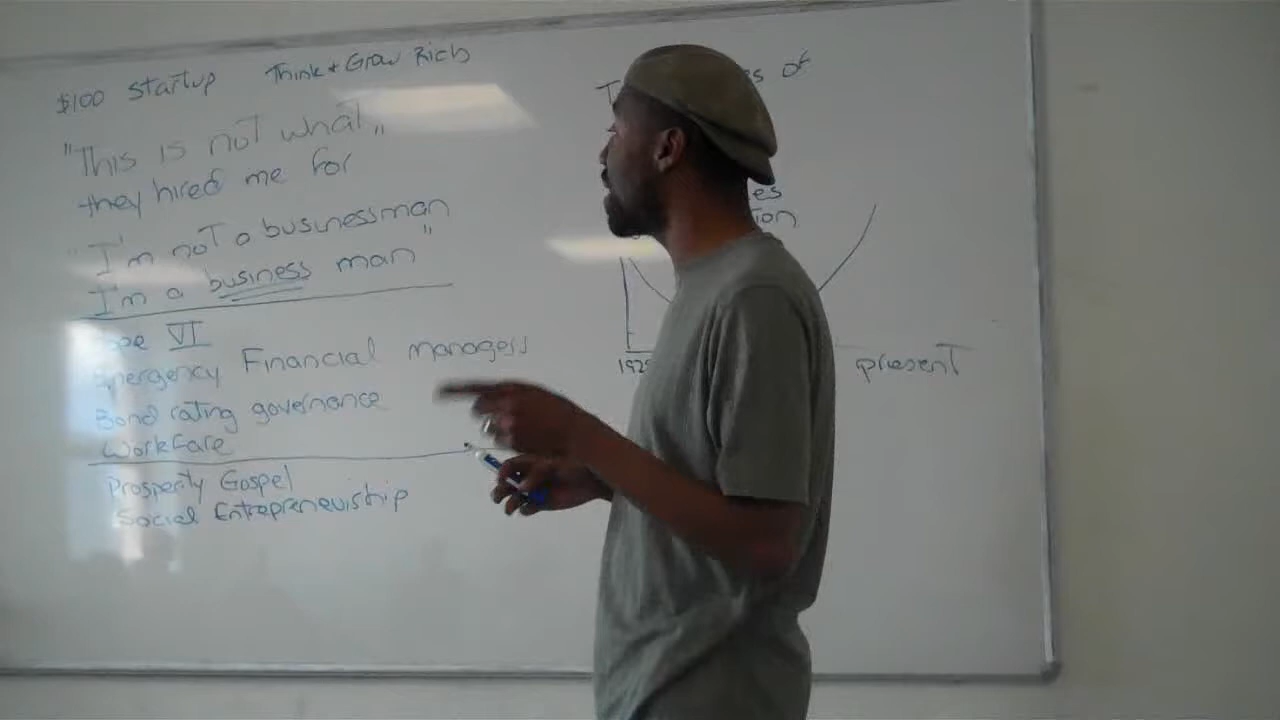 $100 Startup Think + Grow Rich
"This is not what"
they hired me for
"I'm not a businessman
I'm a business man"
VI
Emergency Financial managers
Bond rating governance
Workfare
Prosperity Gospel
Social Entrepreneurship
of
present